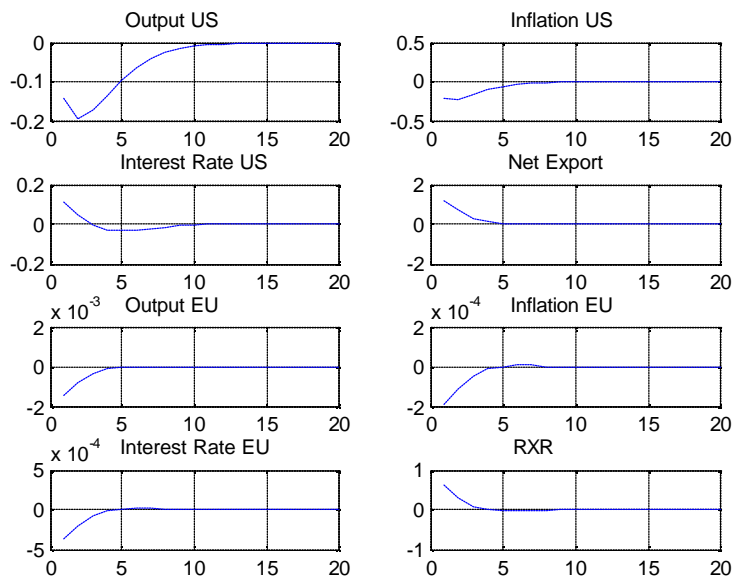 Output US
Inflation US
0
-0.1
-0.2
0 5 10 15 20
0.5
0
-0.5
0 5 10 15 20
Interest Rate US
Net Export
0.2
0
-0.2
0 5 10 15 20
2
0
-2
0 5 10 15 20
x 10^-3
Output EU
x 10^-4
Inflation EU
2
0
-2
0 5 10 15 20
2
0
-2
0 5 10 15 20
x 10^-4
Interest Rate EU
RXR
5
0
-5
0 5 10 15 20
1
0
-1
0 5 10 15 20